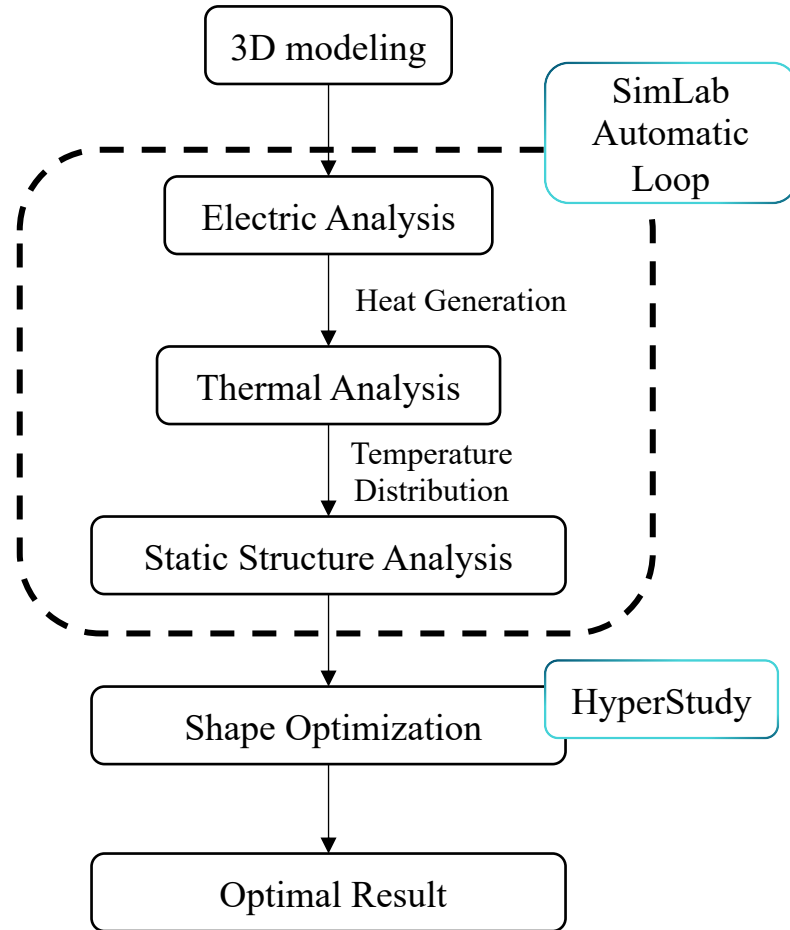 3D modeling
SimLab
Automatic
Loop
Electric Analysis
Heat Generation
Thermal Analysis
Temperature
Distribution
Static Structure Analysis
HyperStudy
Shape Optimization
Optimal Result